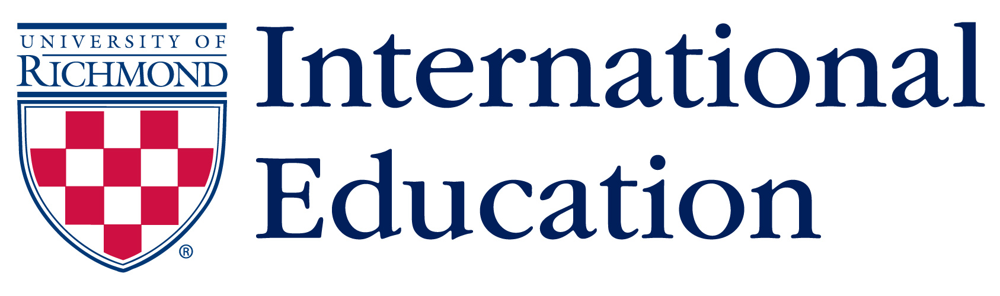 UNIVERSITY OF
RICHMOND
®
International
Education